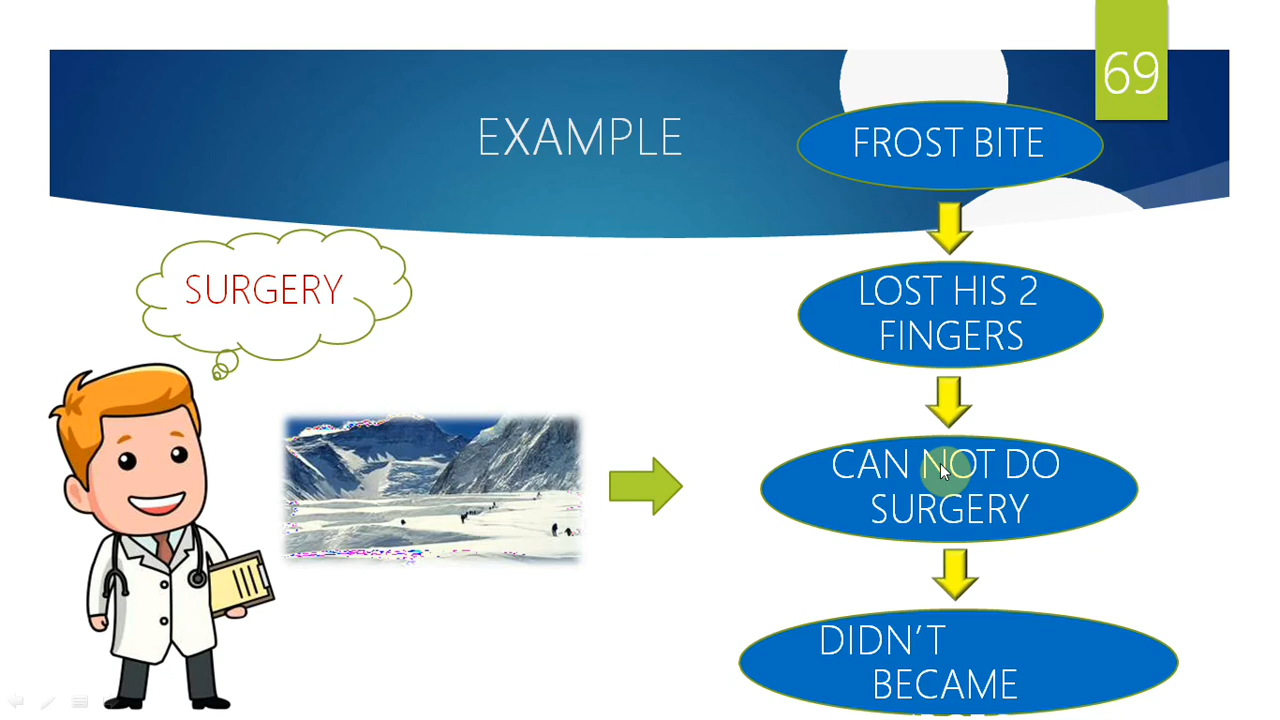 69
EXAMPLE
FROST BITE
SURGERY
LOST HIS 2
FINGERS
CAN NOT DO
SURGERY
DIDN’T
BECAME